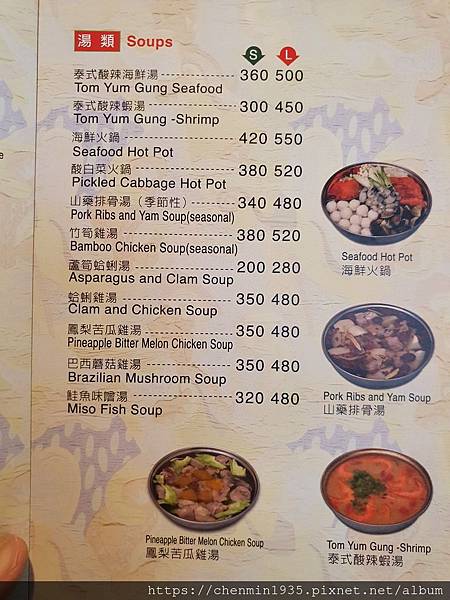 湯類 Soups
S L
泰式酸辣海鮮湯 360 500
Tom Yum Gung Seafood
泰式酸辣蝦湯 300 450
Tom Yum Gung -Shrimp
海鮮火鍋 420 550
Seafood Hot Pot
酸白菜火鍋 380 520
Pickled Cabbage Hot Pot
山藥排骨湯（季節性） 340 480
Pork Ribs and Yam Soup(seasonal)
竹筍雞湯 380 520
Bamboo Chicken Soup(seasonal)
蘆筍蛤蜊湯 200 280
Asparagus and Clam Soup
蛤蜊雞湯 350 480
Clam and Chicken Soup
鳳梨苦瓜雞湯 350 480
Pineapple Bitter Melon Chicken Soup
巴西蘑菇雞湯 350 480
Brazilian Mushroom Soup
鮭魚味噌湯 320 480
Miso Fish Soup
Seafood Hot Pot
海鮮火鍋
Pork Ribs and Yam Soup
山藥排骨湯
Pineapple Bitter Melon Chicken Soup
鳳梨苦瓜雞湯
Tom Yum Gung -Shrimp
泰式酸辣蝦湯
https://chenmin1935.pixnet.net/album